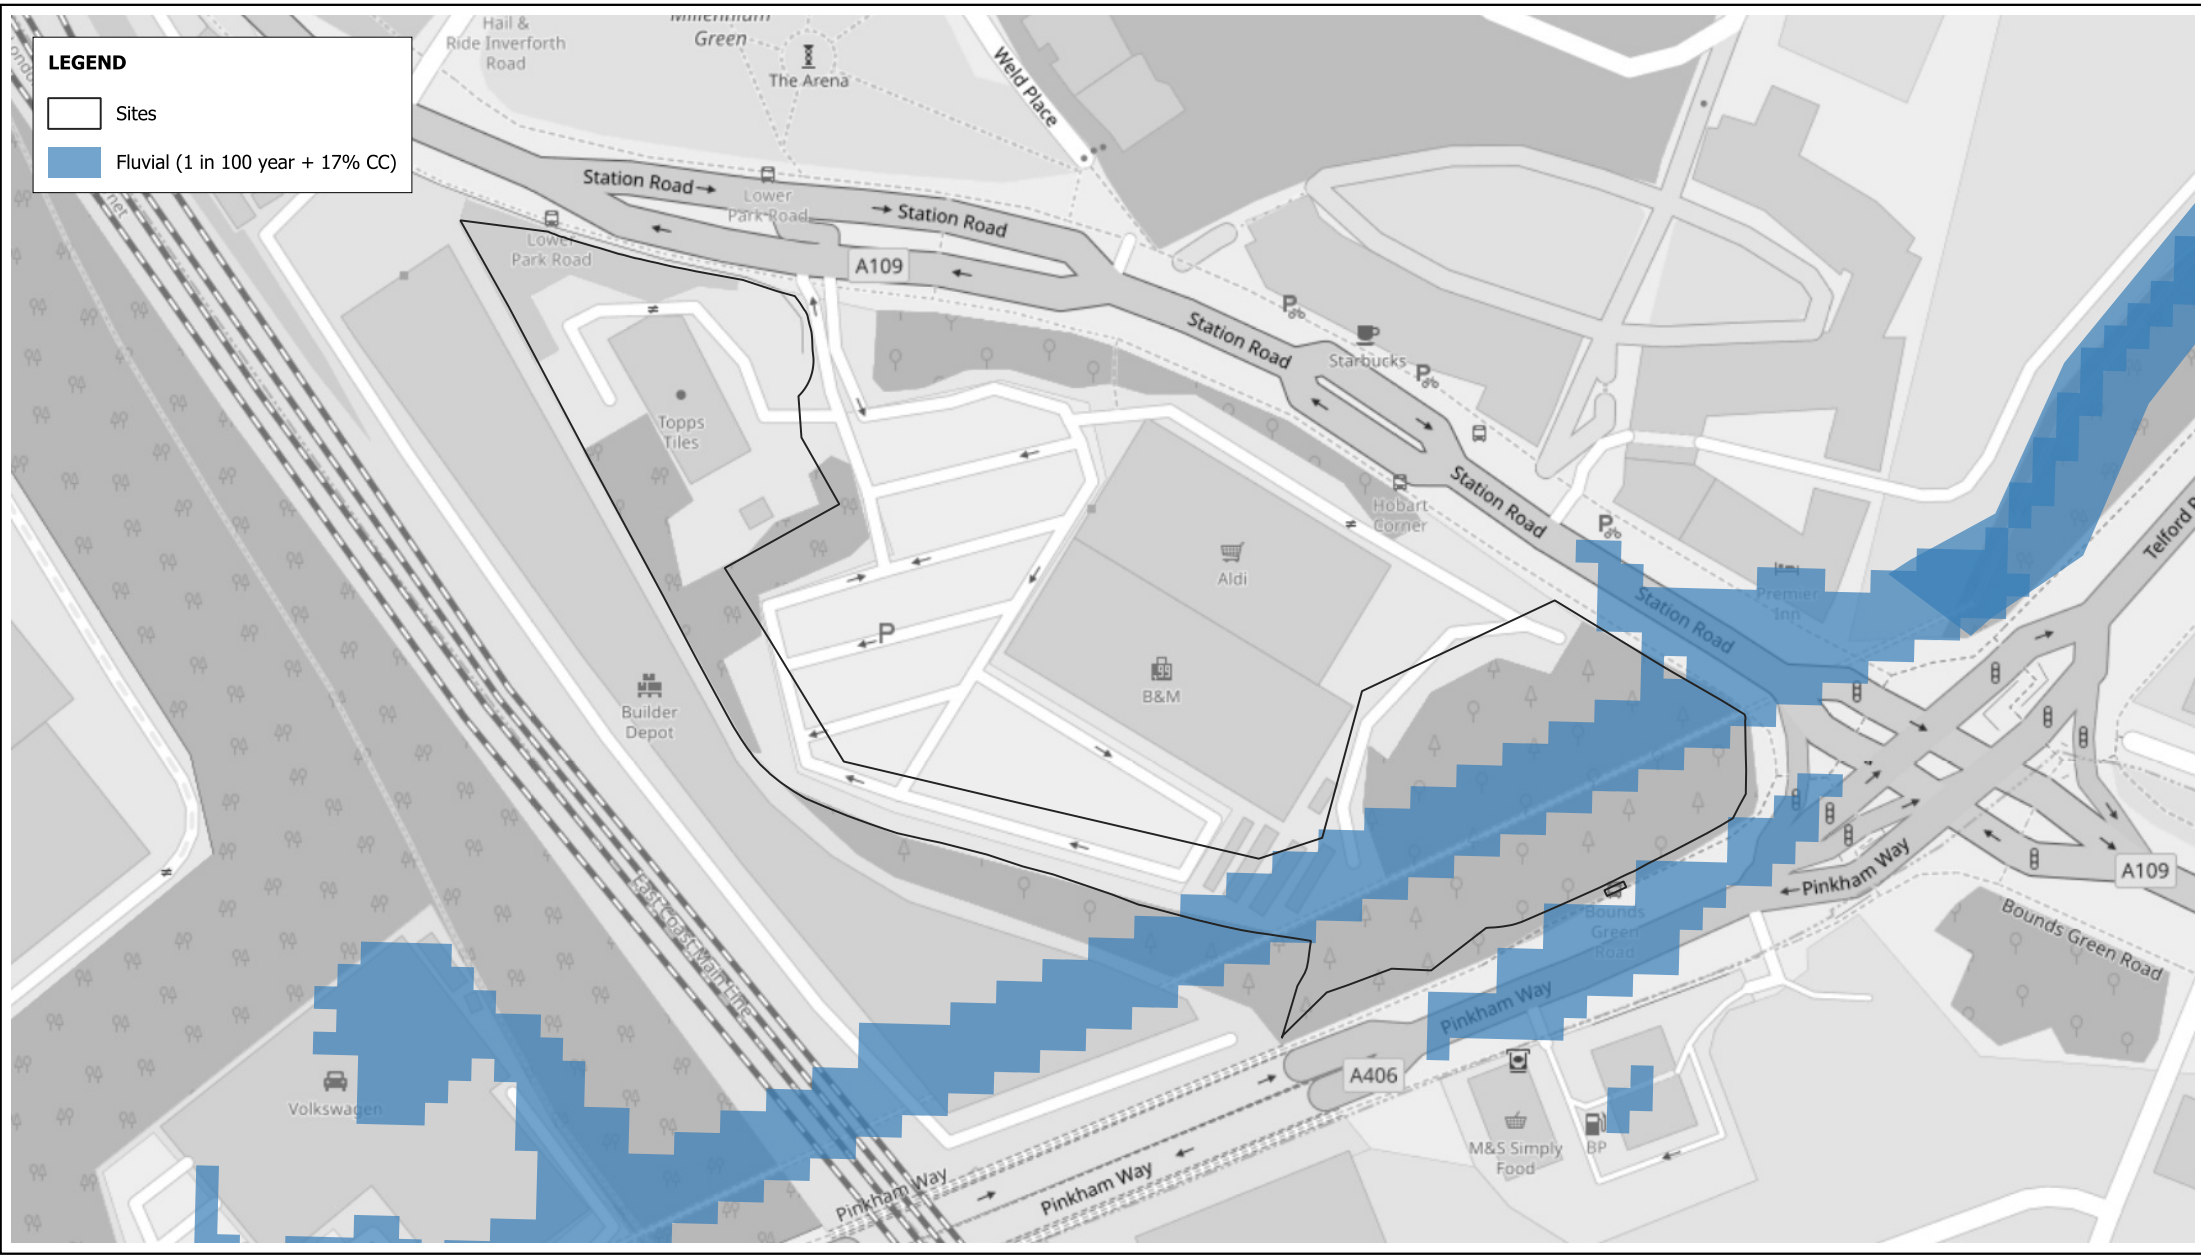 LEGEND
Sites
Fluvial (1 in 100 year + 17% CC)
Hail &
Ride Inverforth
Road
Millennium
Green
The Arena
Weld Place
net
Station Road
Lower
Park Road
Station Road
Lower
Park Road
A109
Station Road
Starbucks
Topps
Tiles
Station Road
Hobart
Corner
Aldi
Premier
Inn
Station Road
Telford R
P
B&M
Builder
Depot
East Coast Main Line
Pinkham Way
A109
Bounds Green Road
Bounds
Green
Road
Pinkham Way
A406
Volkswagen
M&S Simply
Food
BP
Pinkham Way
Pinkham Way